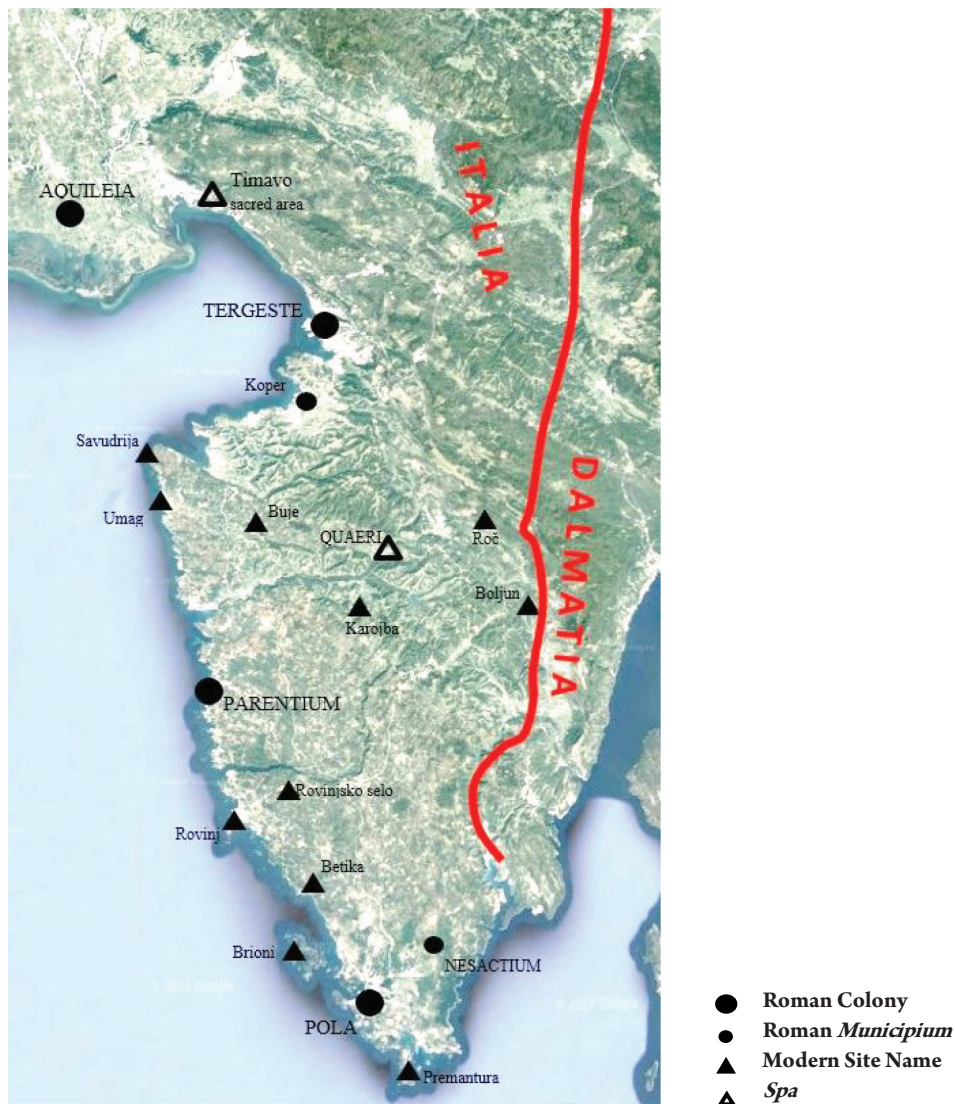 AQUILEIA
Timavo
sacred area
ITALIA
TERGESTE
Koper
Savudrija
Umag
Buje
QUAERI
Roč
DALMATIA
Boljun
Karojba
PARENTIUM
Rovinjsko selo
Rovinj
Betika
Brioni
NESACTIUM
POLA
Premantura
Roman Colony
Roman Municipium
Modern Site Name
Spa